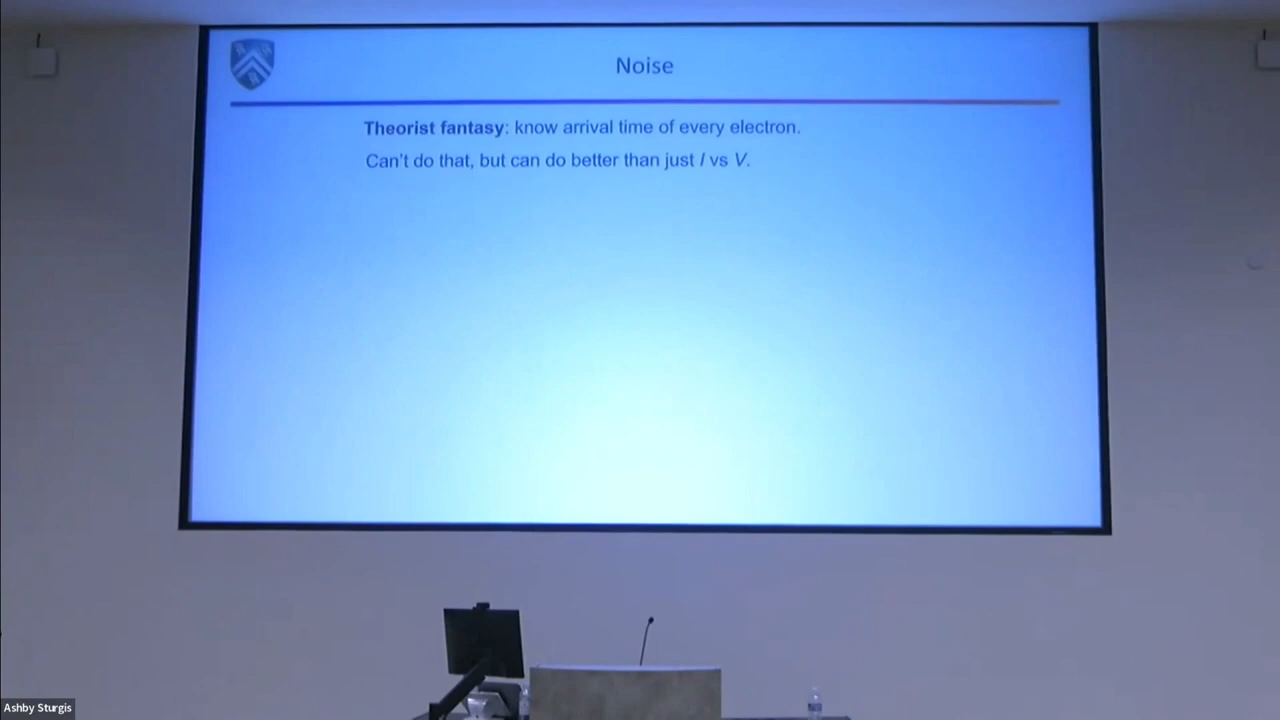 Noise
Theorist fantasy: know arrival time of every electron.
Can't do that, but can do better than just I vs V.
Ashby Sturgis